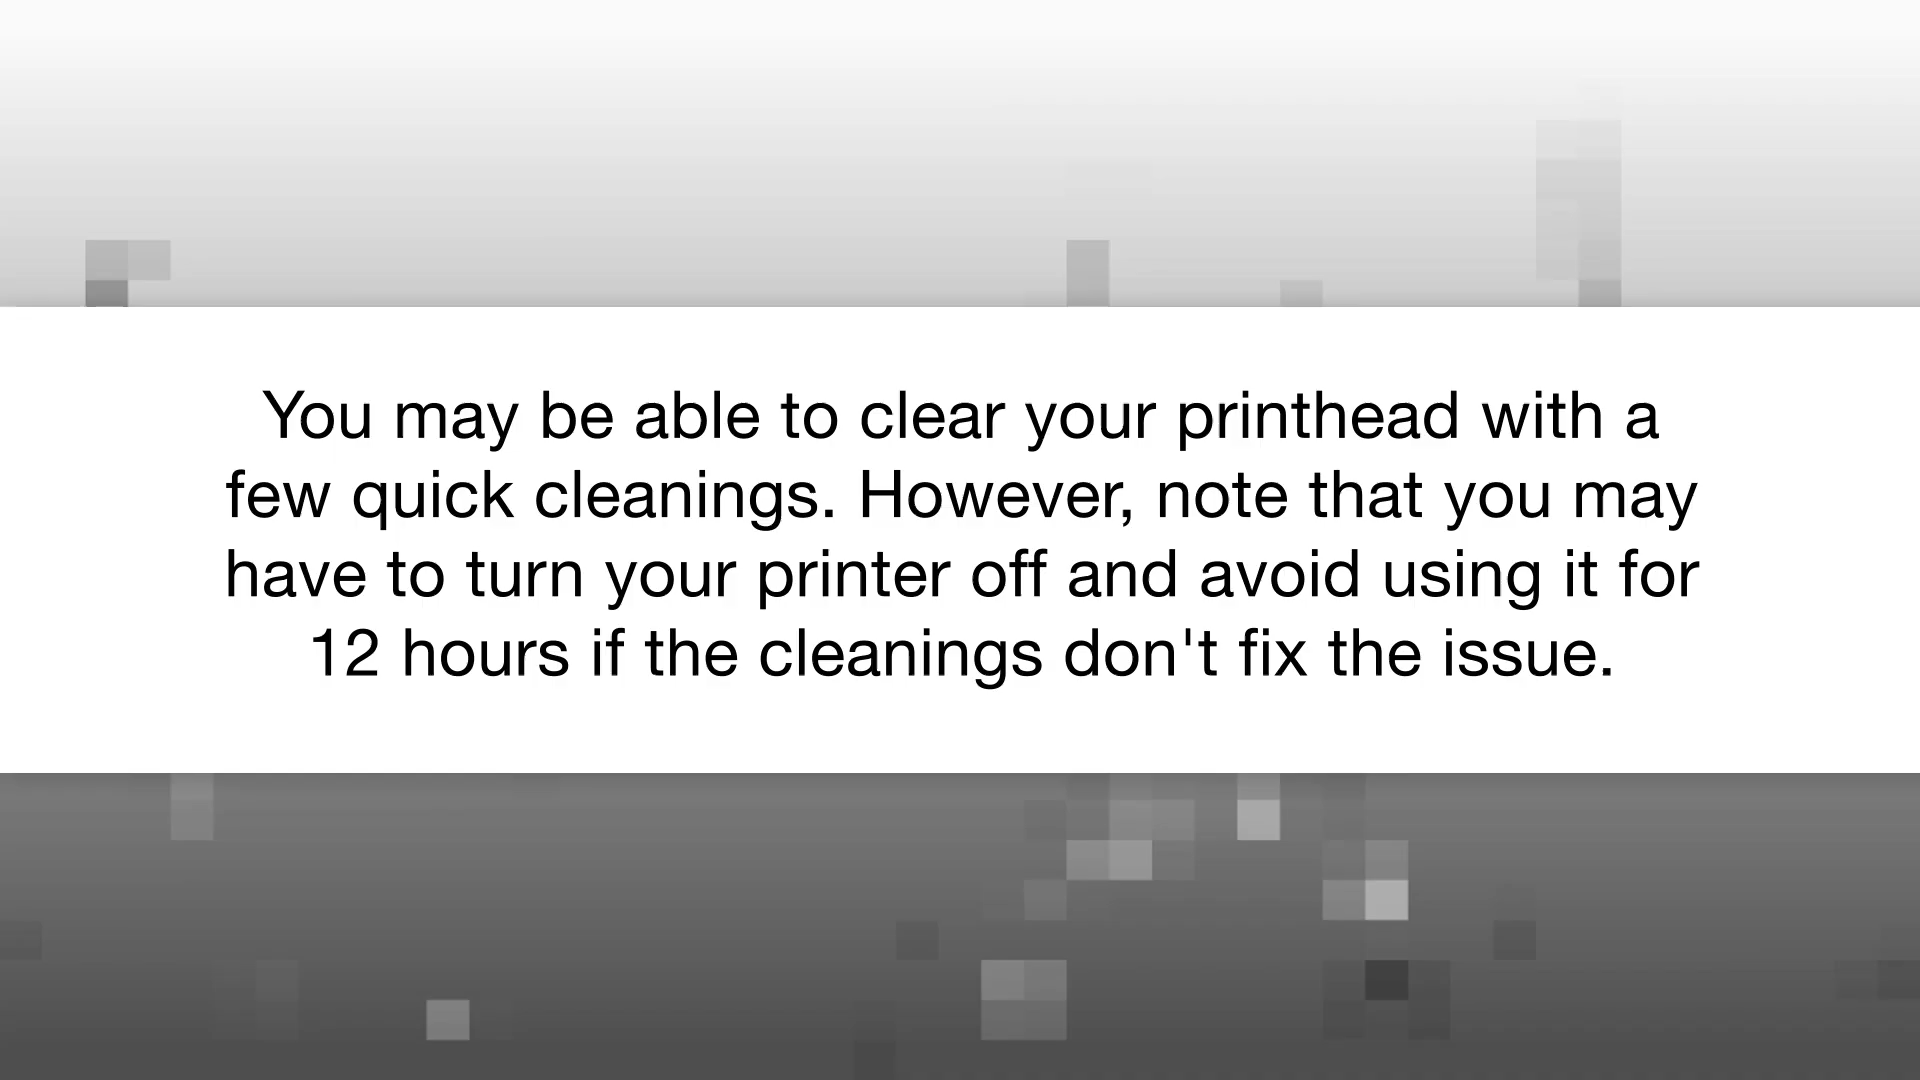 You may be able to clear your printhead with a
few quick cleanings. However, note that you may
have to turn your printer off and avoid using it for
12 hours if the cleanings don't fix the issue.